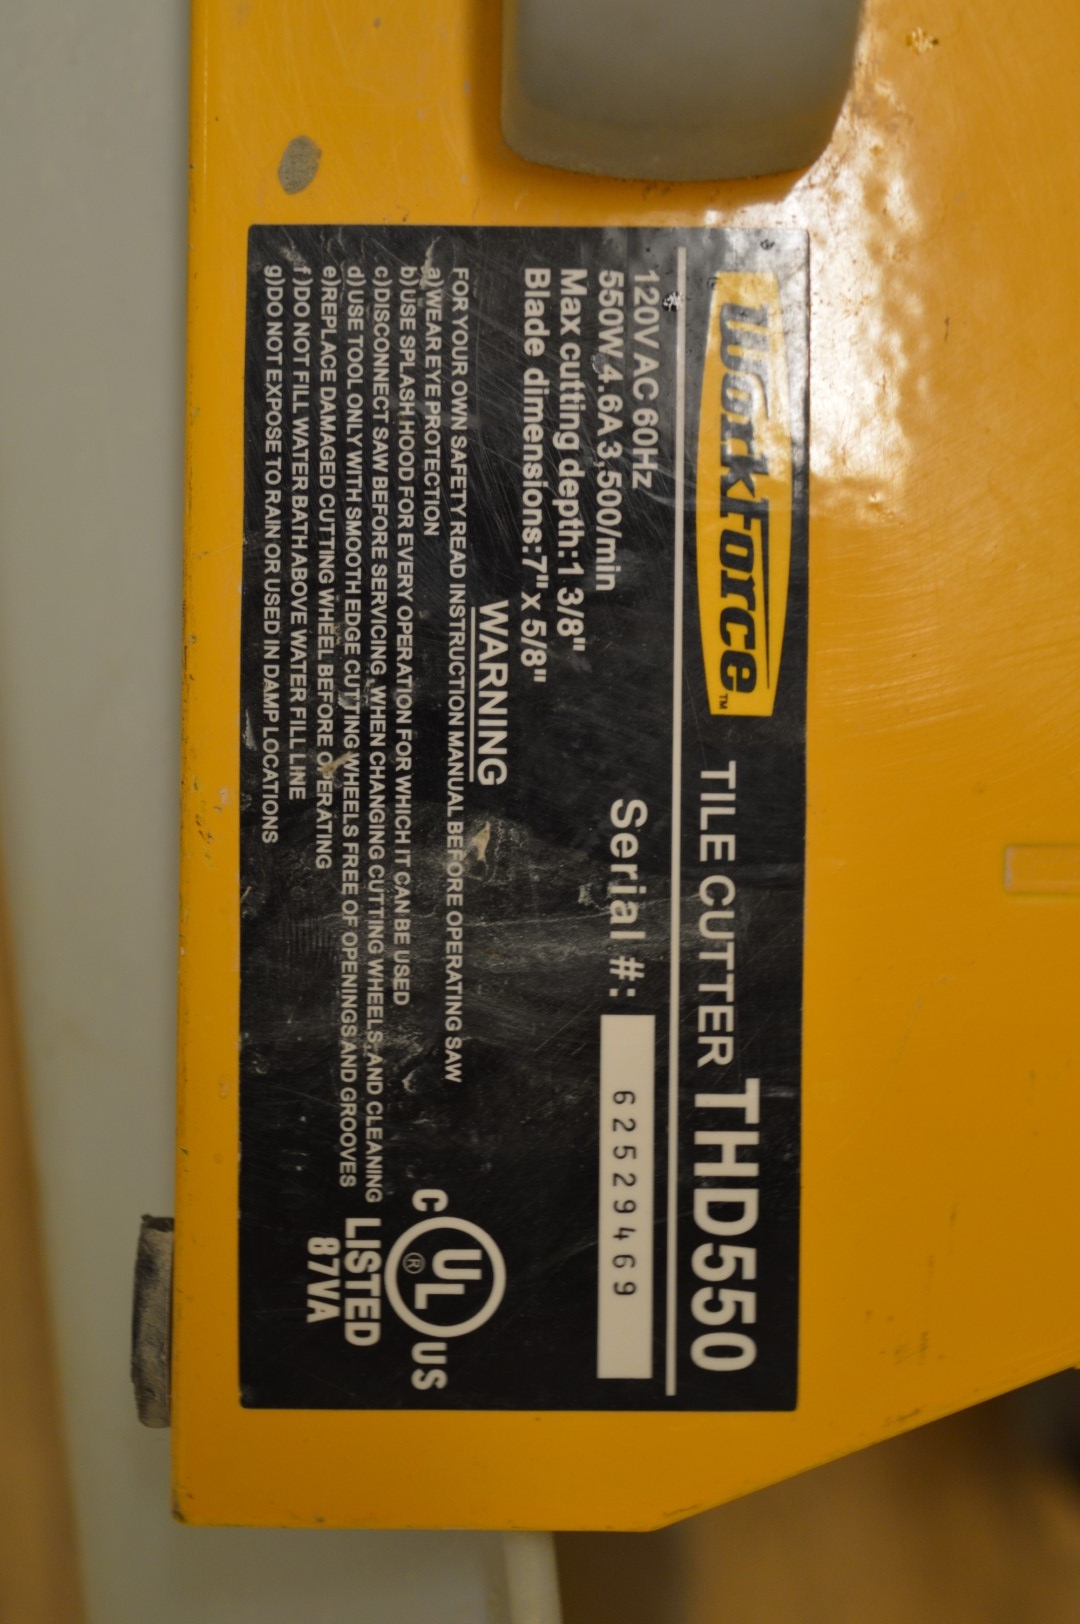 Workforce™ TILE CUTTER THD550
120V AC 60Hz
550W 4.6A 3,500/min
Max cutting depth:1 3/8"
Blade dimensions:7" x 5/8"
Serial #: 62529469
WARNING
FOR YOUR OWN SAFETY READ INSTRUCTION MANUAL BEFORE OPERATING SAW
a)WEAR EYE PROTECTION
b)USE SPLASH HOOD FOR EVERY OPERATION FOR WHICH IT CAN BE USED
c)DISCONNECT SAW BEFORE SERVICING, WHEN CHANGING CUTTING WHEELS, AND CLEANING
d)USE TOOL ONLY WITH SMOOTH EDGE CUTTING WHEELS FREE OF OPENINGS AND GROOVES
e)REPLACE DAMAGED CUTTING WHEEL BEFORE OPERATING
f)DO NOT FILL WATER BATH ABOVE WATER FILL LINE
g)DO NOT EXPOSE TO RAIN OR USED IN DAMP LOCATIONS
C UL® US
LISTED
87VA